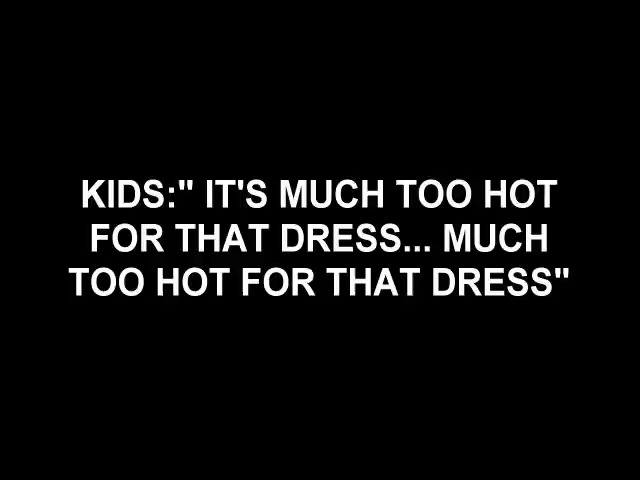 KIDS:" IT'S MUCH TOO HOT
FOR THAT DRESS... MUCH
TOO HOT FOR THAT DRESS"